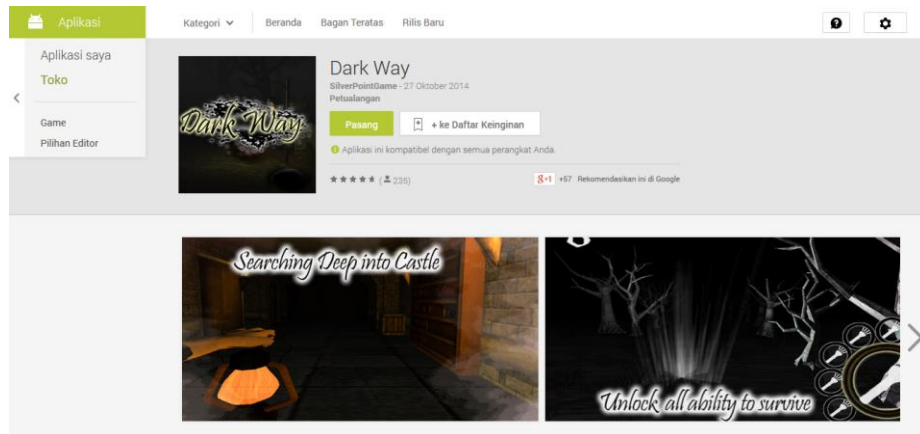 Aplikasi
Kategori
Beranda
Bagan Teratas
Rilis Baru
Aplikasi saya
Toko
Game
Pilihan Editor
Dark Way
Dark Way
SilverPointGame - 27 Oktober 2014
Petualangan
Pasang
+ ke Daftar Keinginan
Aplikasi ini kompatibel dengan semua perangkat Anda.
(235)
g+1 +57 Rekomendasikan ini di Google
Searching Deep into Castle
Unlock all ability to survive